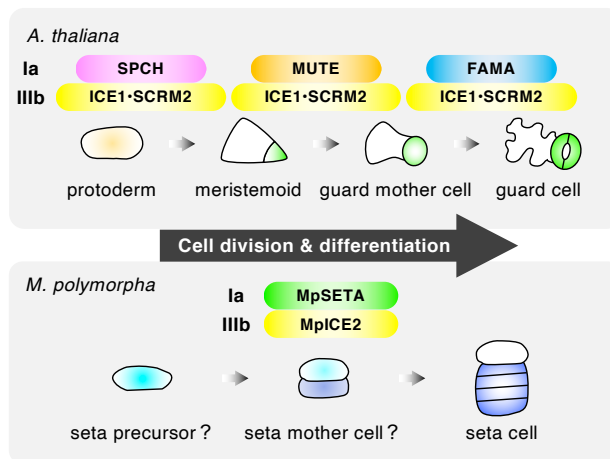 A. thaliana
Ia SPCH MUTE FAMA
IIIb ICE1•SCRM2 ICE1•SCRM2 ICE1•SCRM2
protoderm meristemoid guard mother cell guard cell
Cell division & differentiation
M. polymorpha
Ia MpSETA
IIIb MpICE2
seta precursor ? seta mother cell ? seta cell